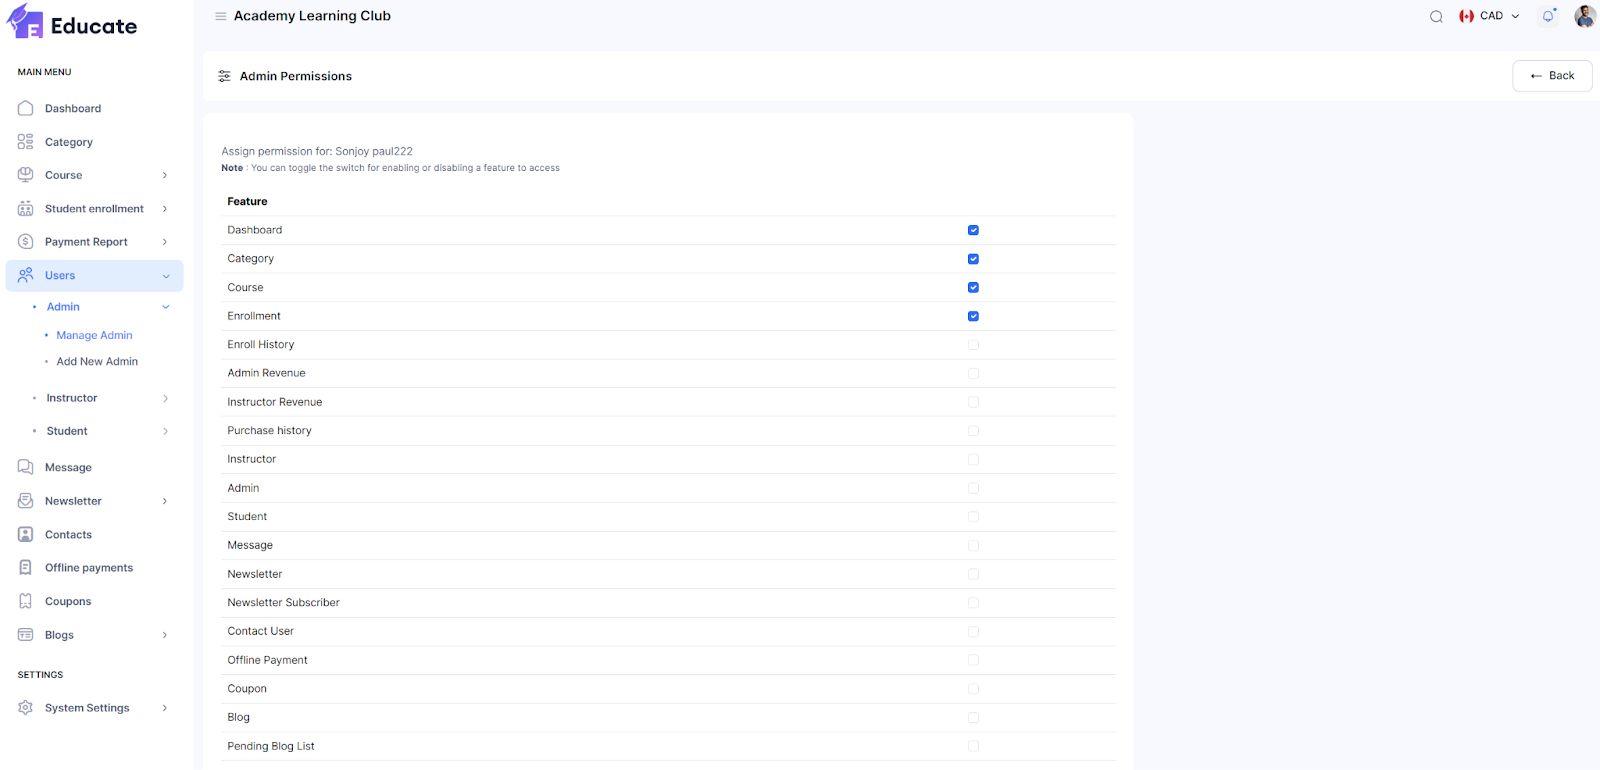 Educate
Academy Learning Club
CAD
MAIN MENU
Dashboard
Category
Course
Student enrollment
Payment Report
Users
Admin
Manage Admin
Add New Admin
Instructor
Student
Message
Newsletter
Contacts
Offline payments
Coupons
Blogs
SETTINGS
System Settings
Admin Permissions
← Back
Assign permission for: Sonjoy paul222
Note : You can toggle the switch for enabling or disabling a feature to access
Feature
Dashboard
Category
Course
Enrollment
Enroll History
Admin Revenue
Instructor Revenue
Purchase history
Instructor
Admin
Student
Message
Newsletter
Newsletter Subscriber
Contact User
Offline Payment
Coupon
Blog
Pending Blog List